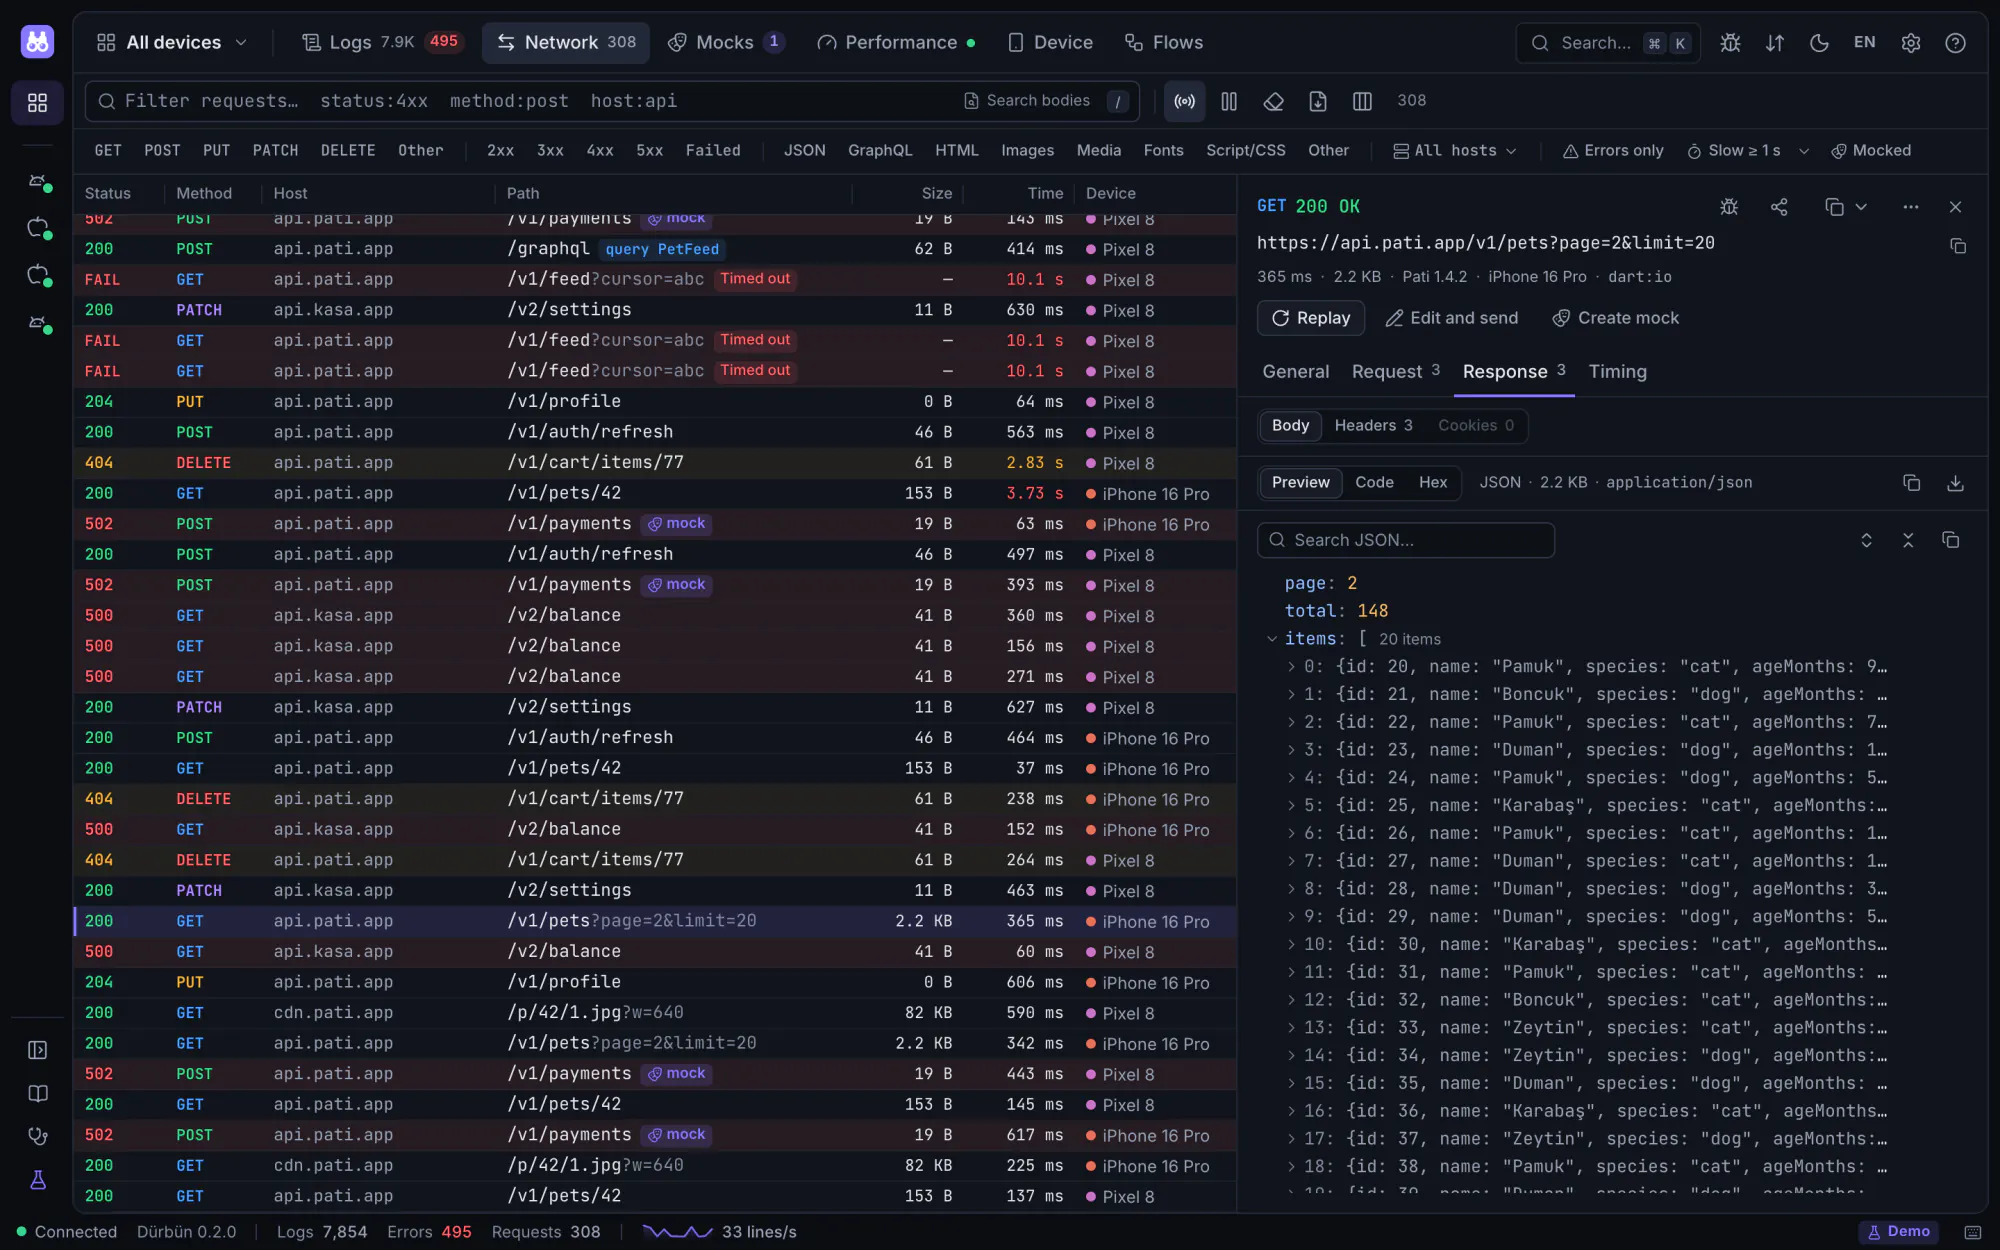 All devices Logs 7.9K 495 Network 308 Mocks 1 Performance Device Flows Search... ⌘ K EN
Filter requests… status:4xx method:post host:api Search bodies / 308
GET POST PUT PATCH DELETE Other 2xx 3xx 4xx 5xx Failed JSON GraphQL HTML Images Media Fonts Script/CSS Other All hosts Errors only Slow ≥ 1 s Mocked
Status Method Host Path Size Time Device
502 POST api.pati.app /v1/payments mock 19 B 143 ms Pixel 8
200 POST api.pati.app /graphql query PetFeed 62 B 414 ms Pixel 8
FAIL GET api.pati.app /v1/feed?cursor=abc Timed out — 10.1 s Pixel 8
200 PATCH api.kasa.app /v2/settings 11 B 630 ms Pixel 8
FAIL GET api.pati.app /v1/feed?cursor=abc Timed out — 10.1 s Pixel 8
FAIL GET api.pati.app /v1/feed?cursor=abc Timed out — 10.1 s Pixel 8
204 PUT api.pati.app /v1/profile 0 B 64 ms Pixel 8
200 POST api.pati.app /v1/auth/refresh 46 B 563 ms Pixel 8
404 DELETE api.pati.app /v1/cart/items/77 61 B 2.83 s Pixel 8
200 GET api.pati.app /v1/pets/42 153 B 3.73 s iPhone 16 Pro
502 POST api.pati.app /v1/payments mock 19 B 63 ms iPhone 16 Pro
200 POST api.pati.app /v1/auth/refresh 46 B 497 ms Pixel 8
502 POST api.pati.app /v1/payments mock 19 B 393 ms Pixel 8
500 GET api.kasa.app /v2/balance 41 B 360 ms Pixel 8
500 GET api.kasa.app /v2/balance 41 B 156 ms Pixel 8
500 GET api.kasa.app /v2/balance 41 B 271 ms Pixel 8
200 PATCH api.kasa.app /v2/settings 11 B 627 ms Pixel 8
200 POST api.pati.app /v1/auth/refresh 46 B 464 ms iPhone 16 Pro
200 GET api.pati.app /v1/pets/42 153 B 37 ms iPhone 16 Pro
404 DELETE api.pati.app /v1/cart/items/77 61 B 238 ms iPhone 16 Pro
500 GET api.kasa.app /v2/balance 41 B 152 ms iPhone 16 Pro
404 DELETE api.pati.app /v1/cart/items/77 61 B 264 ms Pixel 8
200 PATCH api.kasa.app /v2/settings 11 B 463 ms Pixel 8
200 GET api.pati.app /v1/pets?page=2&limit=20 2.2 KB 365 ms iPhone 16 Pro
500 GET api.kasa.app /v2/balance 41 B 60 ms Pixel 8
204 PUT api.pati.app /v1/profile 0 B 606 ms iPhone 16 Pro
200 GET cdn.pati.app /p/42/1.jpg?w=640 82 KB 590 ms Pixel 8
200 GET api.pati.app /v1/pets?page=2&limit=20 2.2 KB 342 ms iPhone 16 Pro
502 POST api.pati.app /v1/payments mock 19 B 443 ms Pixel 8
200 GET api.pati.app /v1/pets/42 153 B 145 ms Pixel 8
502 POST api.pati.app /v1/payments mock 19 B 617 ms iPhone 16 Pro
200 GET cdn.pati.app /p/42/1.jpg?w=640 82 KB 225 ms iPhone 16 Pro
200 GET api.pati.app /v1/pets/42 153 B 137 ms Pixel 8
GET 200 OK
https://api.pati.app/v1/pets?page=2&limit=20
365 ms · 2.2 KB · Pati 1.4.2 · iPhone 16 Pro · dart:io
Replay Edit and send Create mock
General Request 3 Response 3 Timing
Body Headers 3 Cookies 0
Preview Code Hex JSON · 2.2 KB · application/json
Search JSON...
page: 2
total: 148
items: [ 20 items
0: {id: 20, name: "Pamuk", species: "cat", ageMonths: 9…
1: {id: 21, name: "Boncuk", species: "dog", ageMonths: …
2: {id: 22, name: "Pamuk", species: "cat", ageMonths: 7…
3: {id: 23, name: "Duman", species: "dog", ageMonths: 1…
4: {id: 24, name: "Pamuk", species: "dog", ageMonths: 5…
5: {id: 25, name: "Karabaş", species: "cat", ageMonths:…
6: {id: 26, name: "Pamuk", species: "cat", ageMonths: 1…
7: {id: 27, name: "Duman", species: "cat", ageMonths: 1…
8: {id: 28, name: "Duman", species: "dog", ageMonths: 3…
9: {id: 29, name: "Duman", species: "dog", ageMonths: 5…
10: {id: 30, name: "Karabaş", species: "cat", ageMonths…
11: {id: 31, name: "Pamuk", species: "cat", ageMonths: …
12: {id: 32, name: "Boncuk", species: "cat", ageMonths:…
13: {id: 33, name: "Zeytin", species: "cat", ageMonths:…
14: {id: 34, name: "Zeytin", species: "dog", ageMonths:…
15: {id: 35, name: "Duman", species: "dog", ageMonths: …
16: {id: 36, name: "Karabaş", species: "cat", ageMonths…
17: {id: 37, name: "Zeytin", species: "dog", ageMonths:…
18: {id: 38, name: "Pamuk", species: "cat", ageMonths: …
19: {id: 39, name: "Duman", species: "dog", ageMonths:
Connected Dürbün 0.2.0 Logs 7,854 Errors 495 Requests 308 33 lines/s Demo